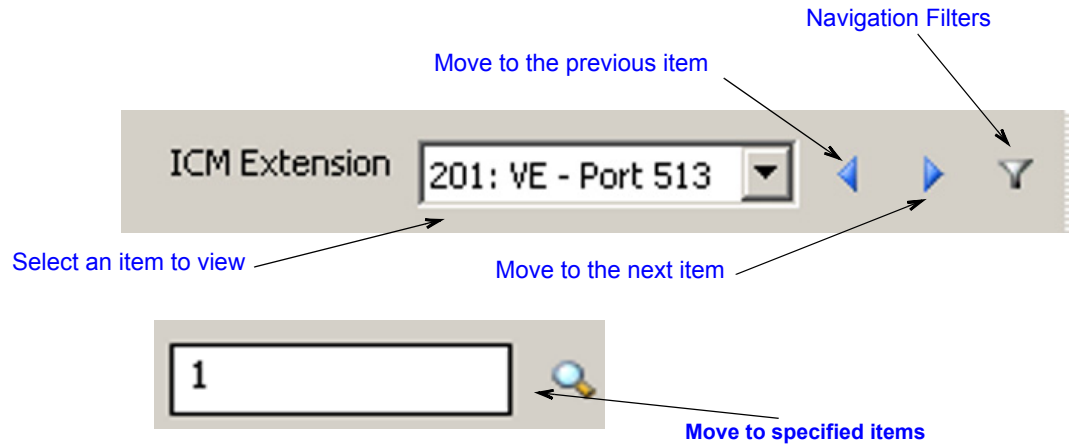 Navigation Filters
Move to the previous item
ICM Extension
201: VE - Port 513
Select an item to view
Move to the next item
1
Move to specified items